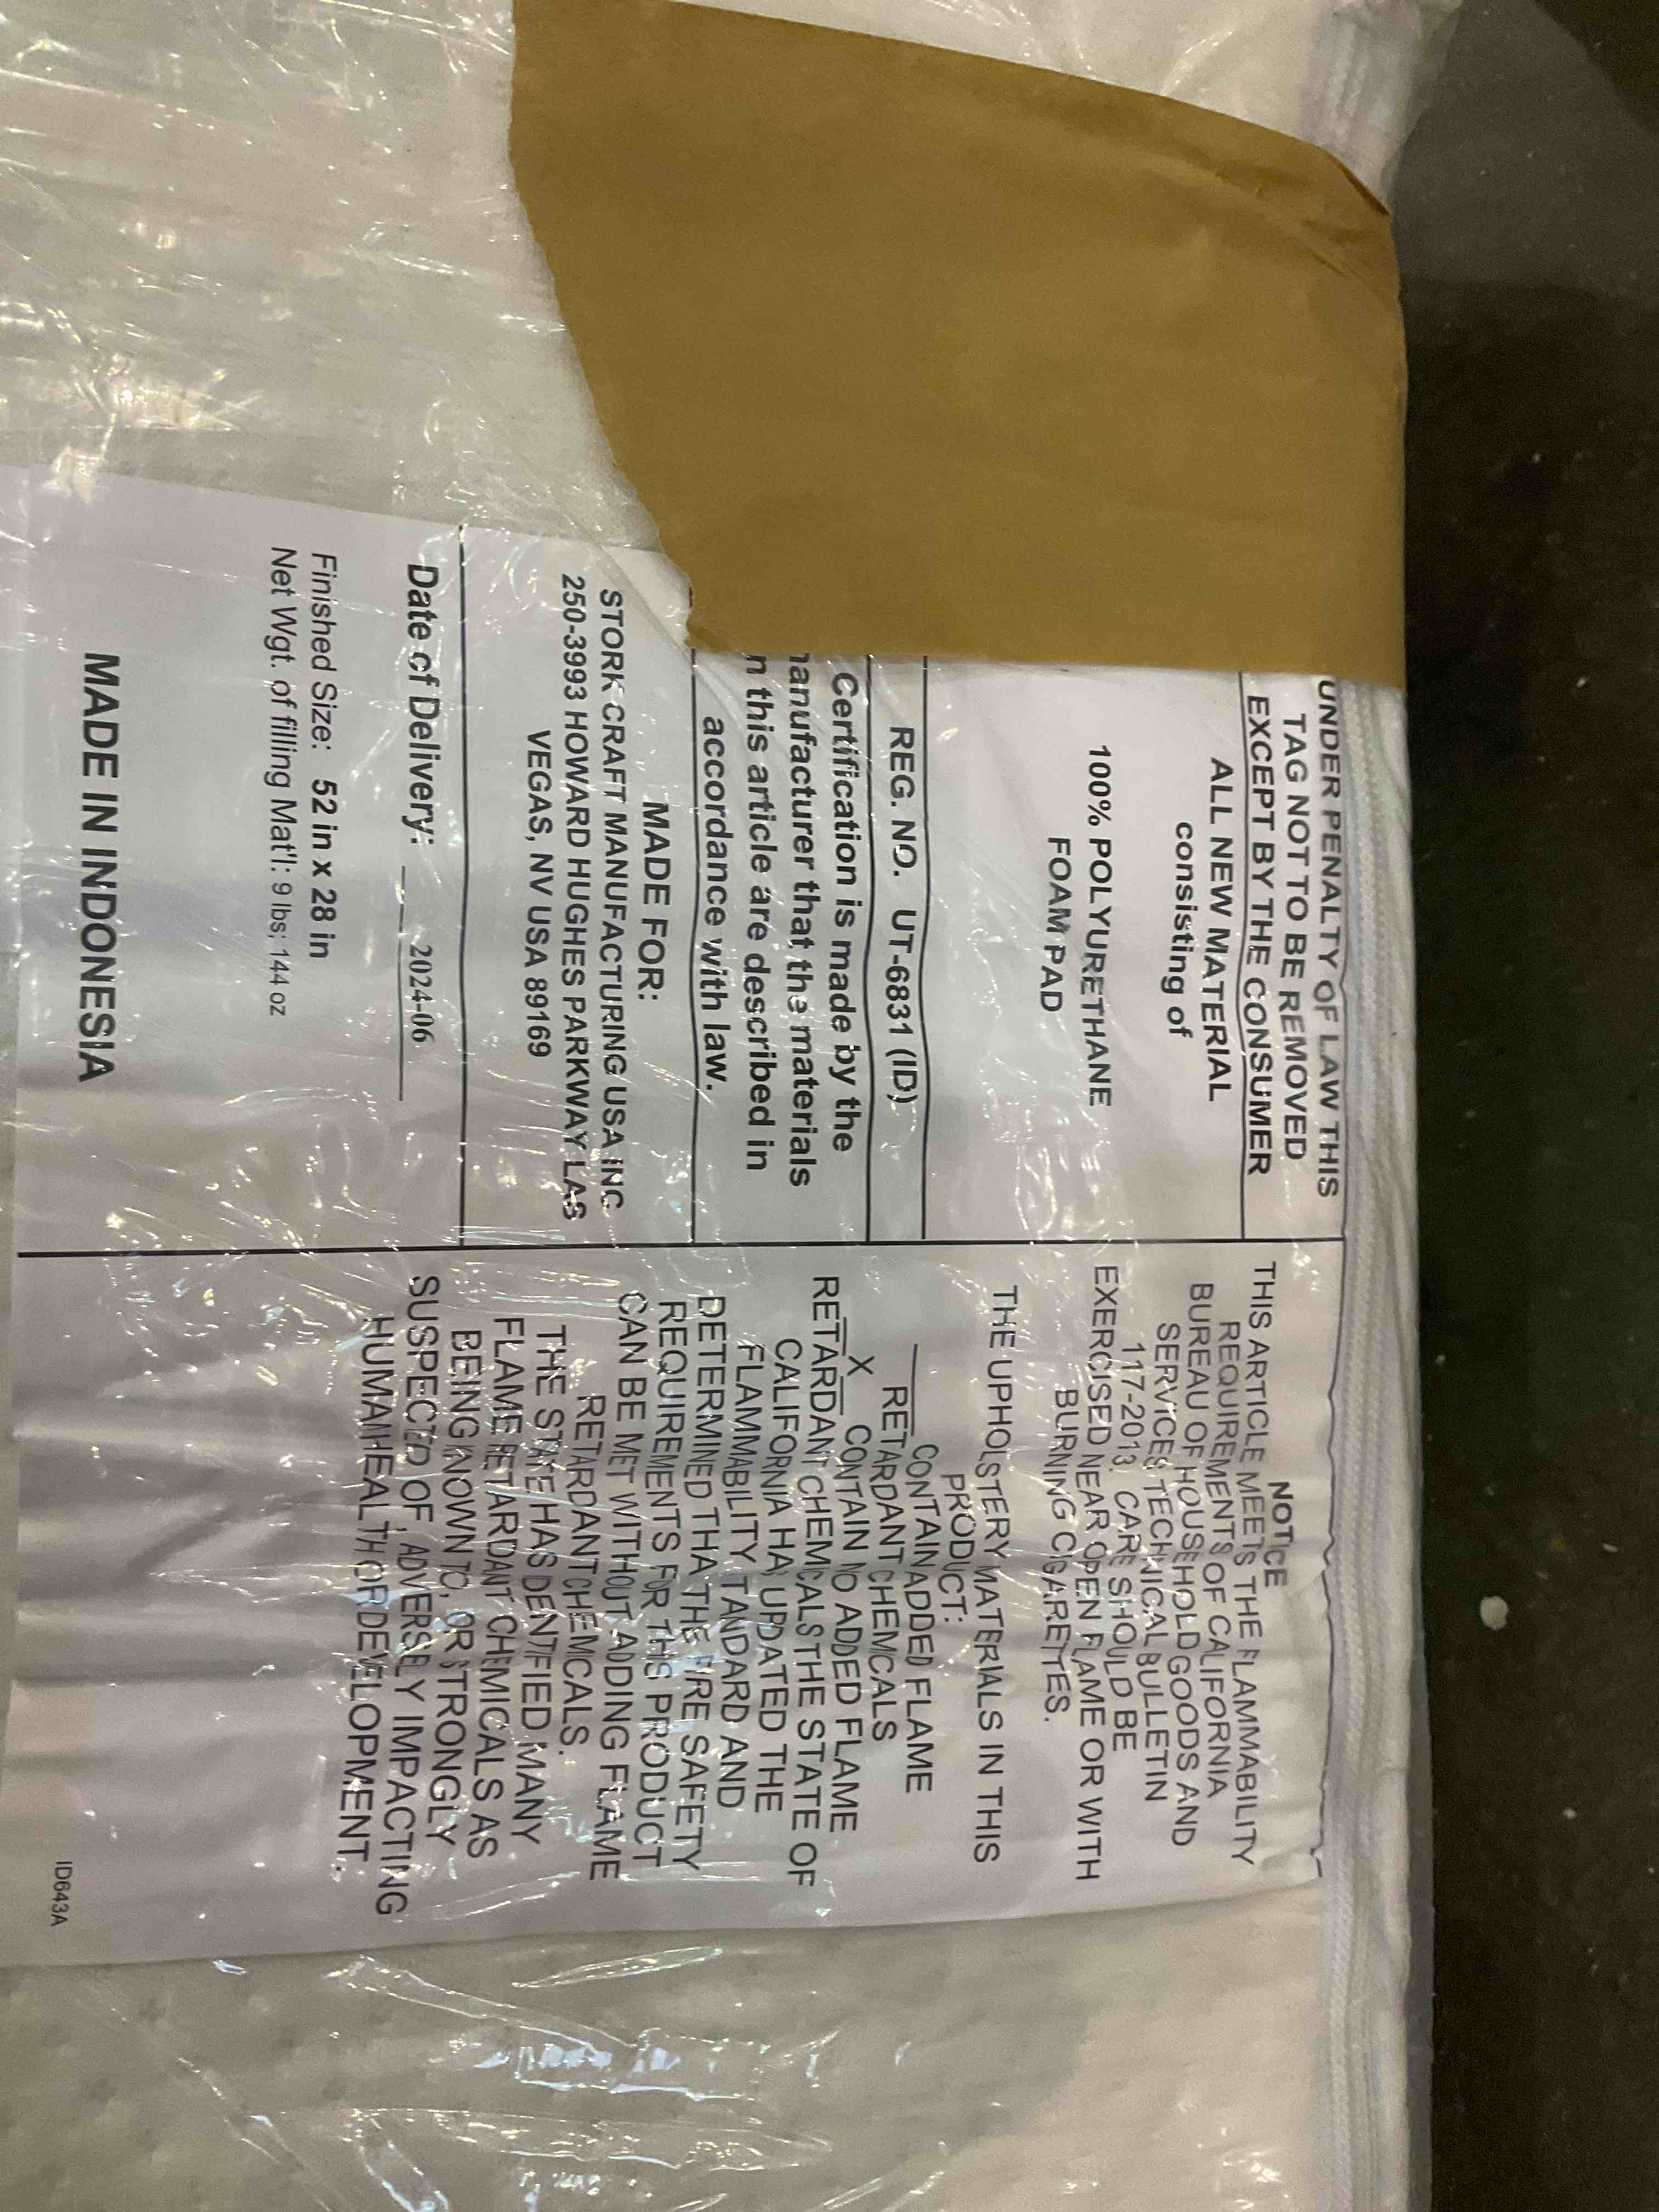 UNDER PENALTY OF LAW THIS
TAG NOT TO BE REMOVED
EXCEPT BY THE CONSUMER
ALL NEW MATERIAL
consisting of
100% POLYURETHANE
FOAM PAD
REG. NO. UT-6831 (ID)
Certification is made by the
anufacturer that the materials
n this article are described in
accordance with law.
MADE FOR:
STORK CRAFT MANUFACTURING USA INC
250-3993 HOWARD HUGHES PARKWAY LAS
VEGAS, NV USA 89169
Date of Delivery: 2024-06
Finished Size: 52 in x 28 in
Net Wgt. of filling Mat'l: 9 lbs; 144 oz
MADE IN INDONESIA
NOTICE
THIS ARTICLE MEETS THE FLAMMABILITY
REQUIREMENTS OF CALIFORNIA
BUREAU OF HOUSEHOLD GOODS AND
SERVICES TECHNICAL BULLETIN
117-2013. CARE SHOULD BE
EXERCISED NEAR OPEN FLAME OR WITH
BURNING CIGARETTES.
THE UPHOLSTERY MATERIALS IN THIS
PRODUCT:
CONTAIN ADDED FLAME
RETARDANT CHEMICALS
X CONTAIN NO ADDED FLAME
RETARDANT CHEMICALS THE STATE OF
CALIFORNIA HAS UPDATED THE
FLAMMABILITY STANDARD AND
DETERMINED THAT THE FIRE SAFETY
REQUIREMENTS FOR THIS PRODUCT
CAN BE MET WITHOUT ADDING FLAME
RETARDANT CHEMICALS.
THE STATE HAS IDENTIFIED MANY
FLAME RETARDANT CHEMICALS AS
BEING KNOWN TO, OR STRONGLY
SUSPECTED OF, ADVERSELY IMPACTING
HUMAN HEALTH OR DEVELOPMENT.
ID643A